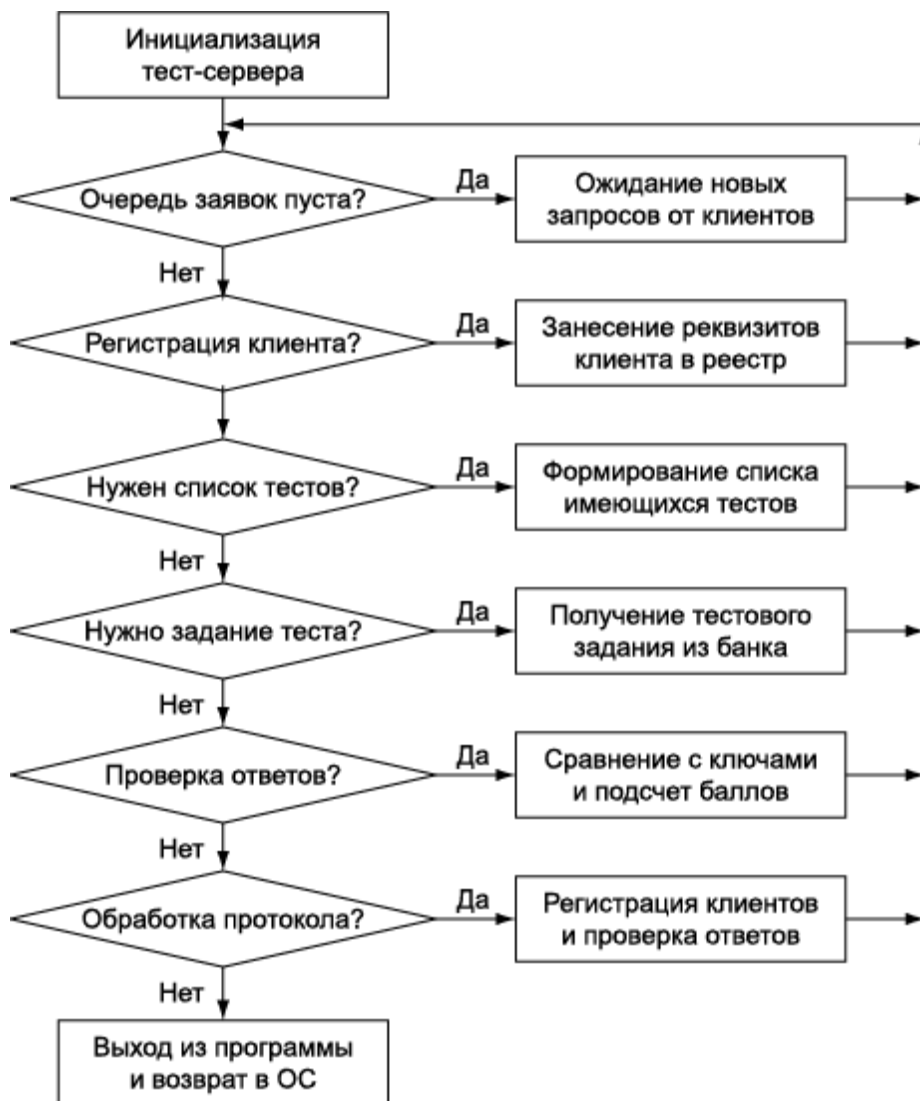 Инициализация
тест-сервера
Очередь заявок пуста?
Да
Ожидание новых
запросов от клиентов
Нет
Регистрация клиента?
Да
Занесение реквизитов
клиента в реестр
Нужен список тестов?
Да
Формирование списка
имеющихся тестов
Нет
Нужно задание теста?
Да
Получение тестового
задания из банка
Нет
Проверка ответов?
Да
Сравнение с ключами
и подсчет баллов
Нет
Обработка протокола?
Да
Регистрация клиентов
и проверка ответов
Нет
Выход из программы
и возврат в ОС